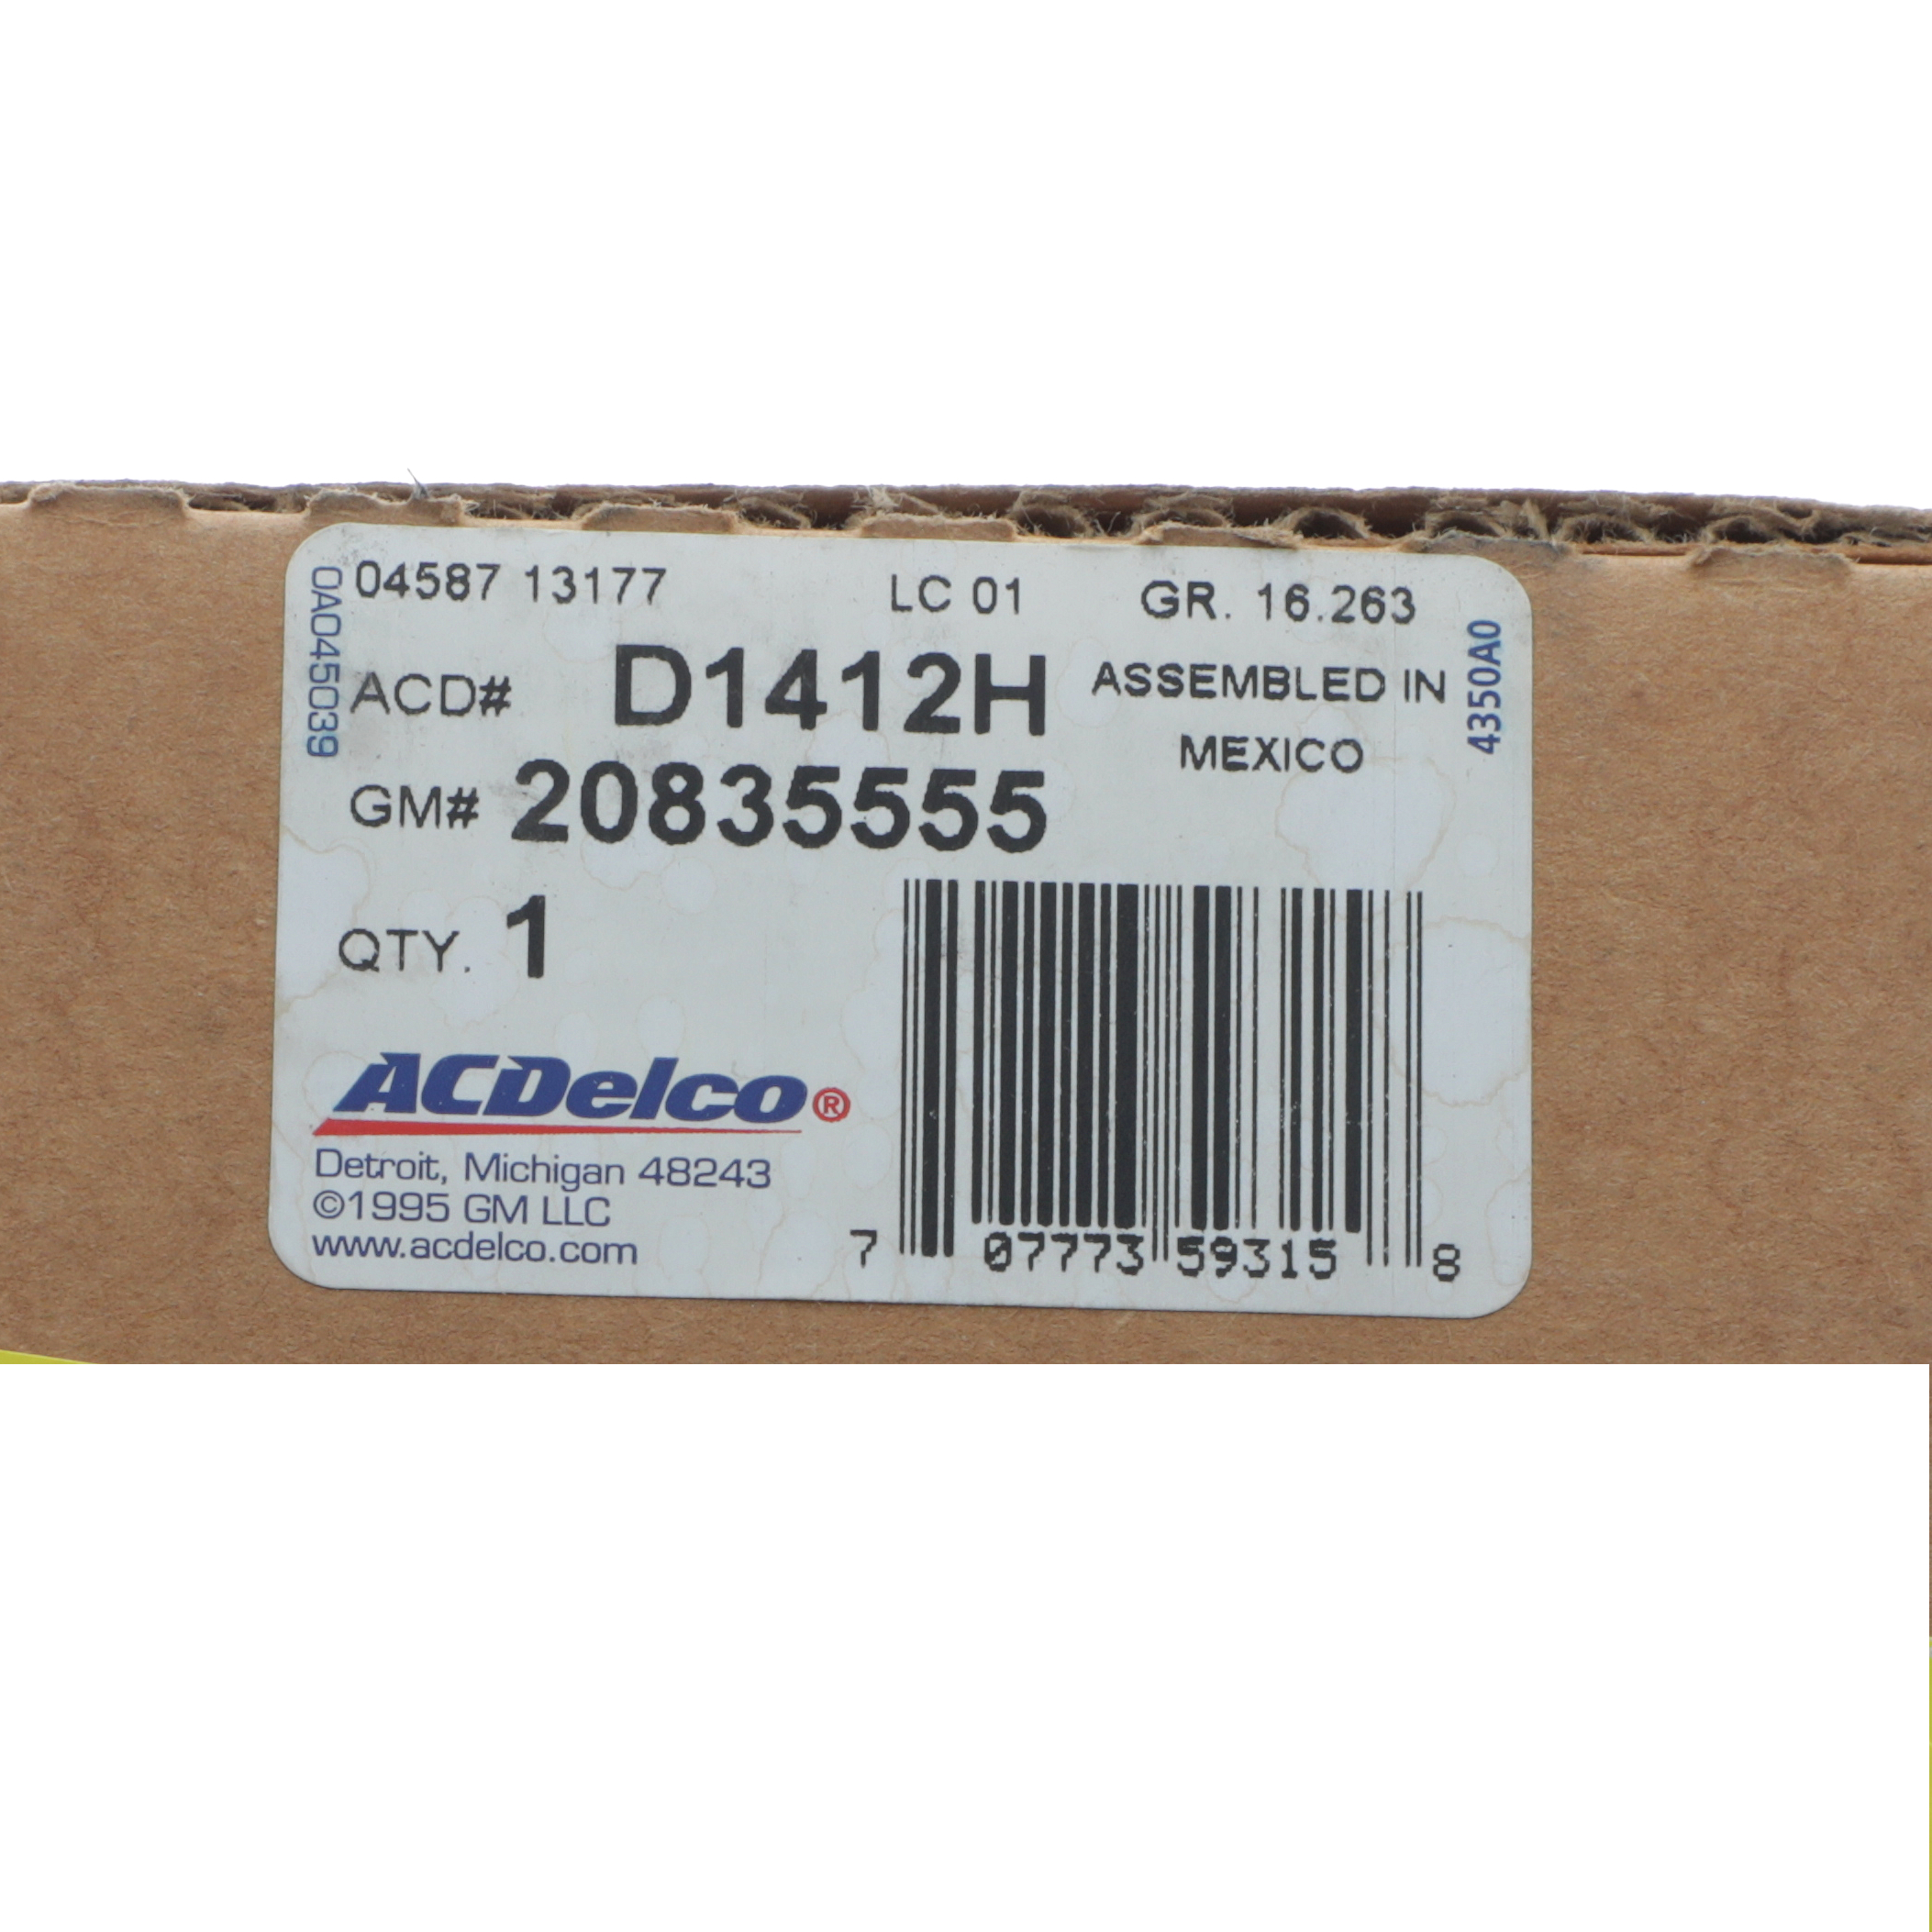 04587 13177 LC 01 GR. 16.263
0A045039
ACD# D1412H
ASSEMBLED IN
MEXICO
4350A0
GM# 20835555
QTY. 1
ACDelco®
Detroit, Michigan 48243
©1995 GM LLC
www.acdelco.com
7 07773 59315 8